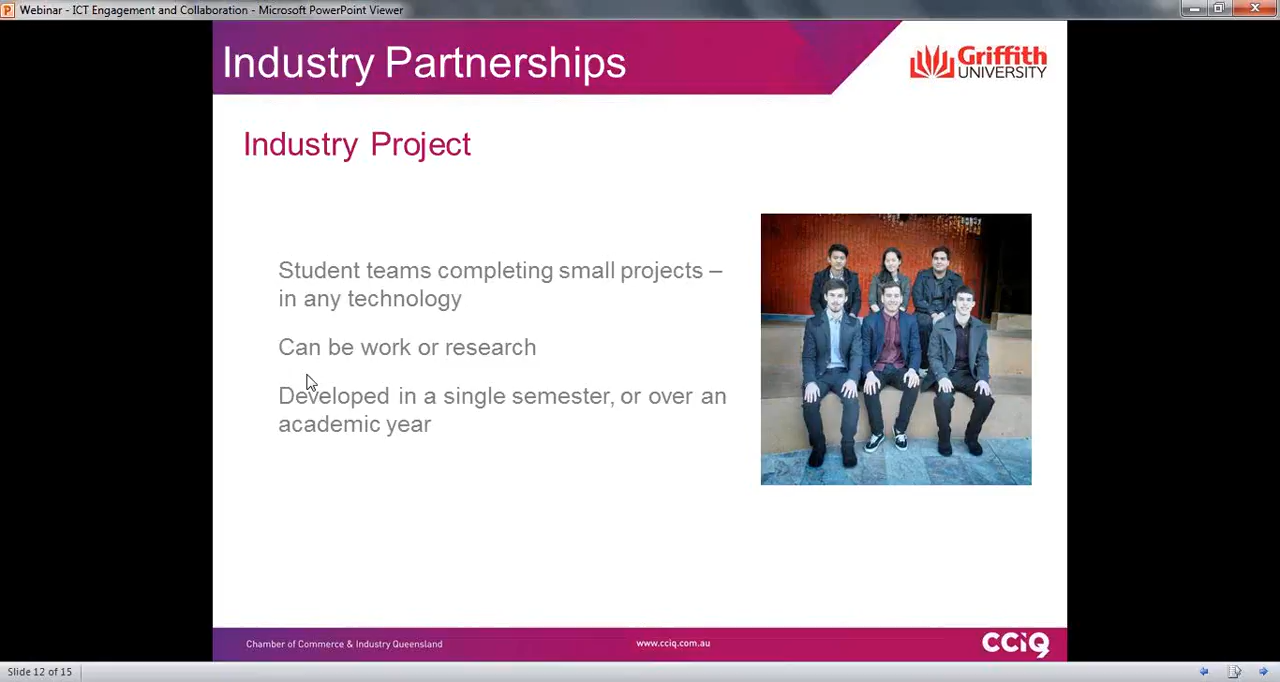 Webinar - ICT Engagement and Collaboration - Microsoft PowerPoint Viewer
Industry Partnerships
Griffith
UNIVERSITY
Industry Project
Student teams completing small projects –
in any technology
Can be work or research
Developed in a single semester, or over an
academic year
Chamber of Commerce & Industry Queensland
www.cciq.com.au
CCiQ
Slide 12 of 15